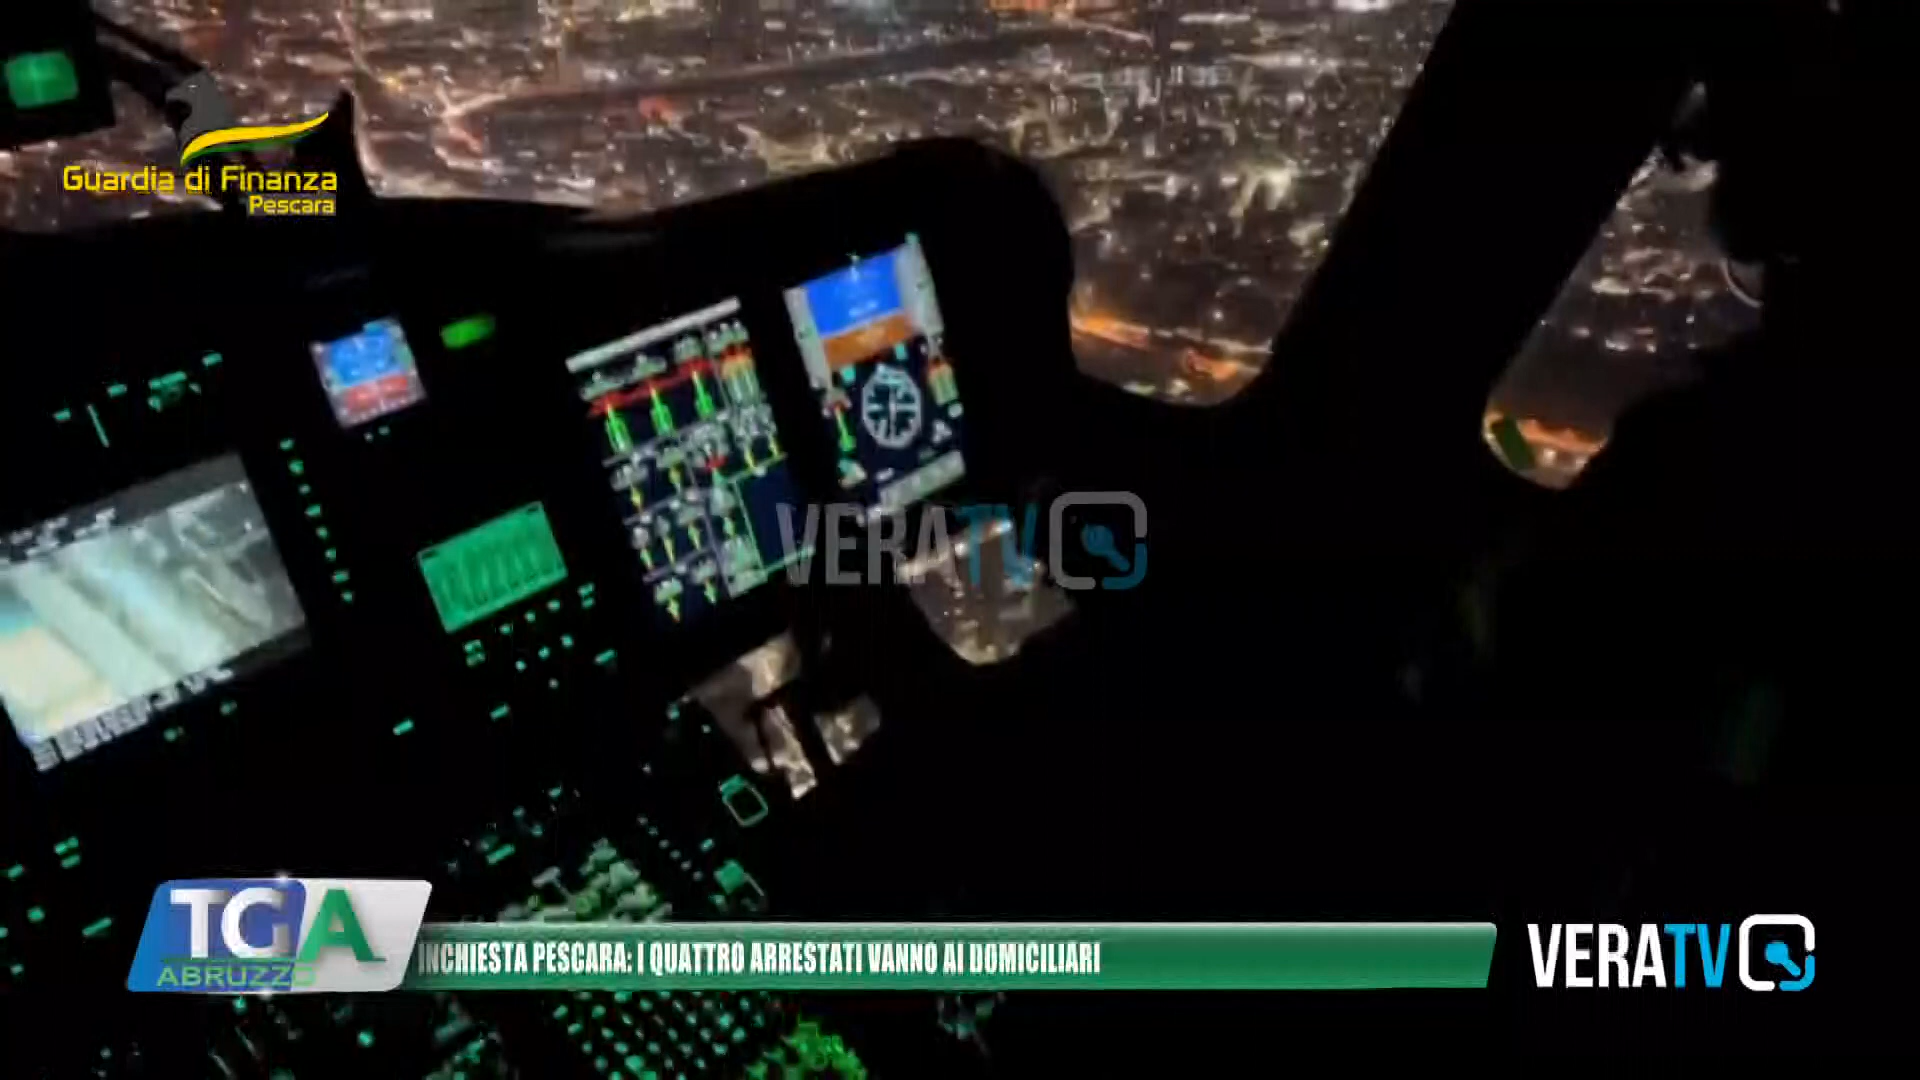 Guardia di Finanza
Pescara
VERATV
TGA
ABRUZZO
INCHIESTA PESCARA: I QUATTRO ARRESTATI VANNO AI DOMICILIARI
VERATV